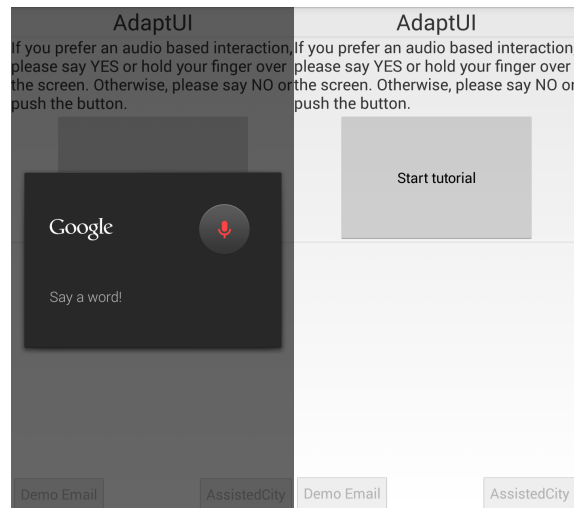 AdaptUI
If you prefer an audio based interaction,
please say YES or hold your finger over
the screen. Otherwise, please say NO or
push the button.
Google
Say a word!
Demo Email
AssistedCity
AdaptUI
If you prefer an audio based interaction
please say YES or hold your finger over
the screen. Otherwise, please say NO or
push the button.
Start tutorial
Demo Email
AssistedCity